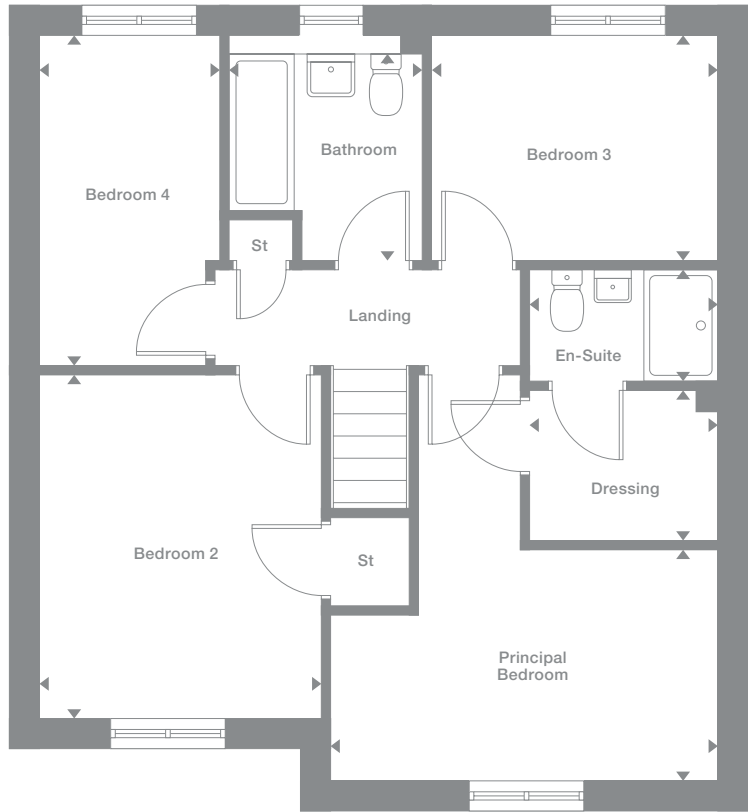 Bathroom
Bedroom 3
Bedroom 4
St
Landing
En-Suite
Dressing
Bedroom 2
St
Principal
Bedroom